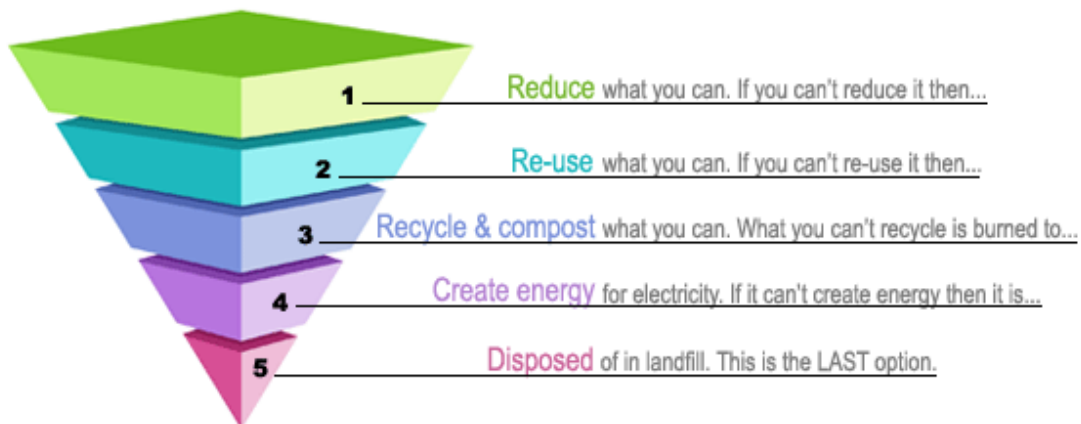 1 Reduce what you can. If you can't reduce it then...
2 Re-use what you can. If you can't re-use it then...
3 Recycle & compost what you can. What you can't recycle is burned to...
4 Create energy for electricity. If it can't create energy then it is...
5 Disposed of in landfill. This is the LAST option.